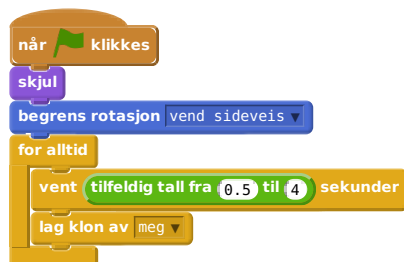 når klikkes
skjul
begrens rotasjon vend sideveis
for alltid
vent tilfeldig tall fra 0.5 til 4 sekunder
lag klon av meg